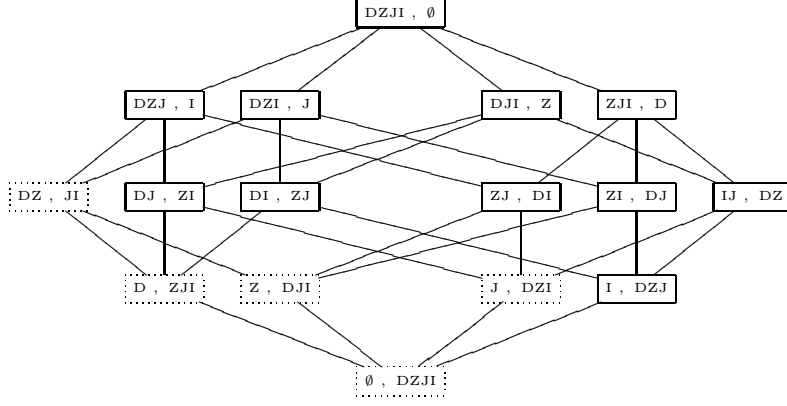 DZJI , ∅
DZJ , I
DZI , J
DJI , Z
ZJI , D
DZ , JI
DJ , ZI
DI , ZJ
ZJ , DI
ZI , DJ
IJ , DZ
D , ZJI
Z , DJI
J , DZI
I , DZJ
∅ , DZJI